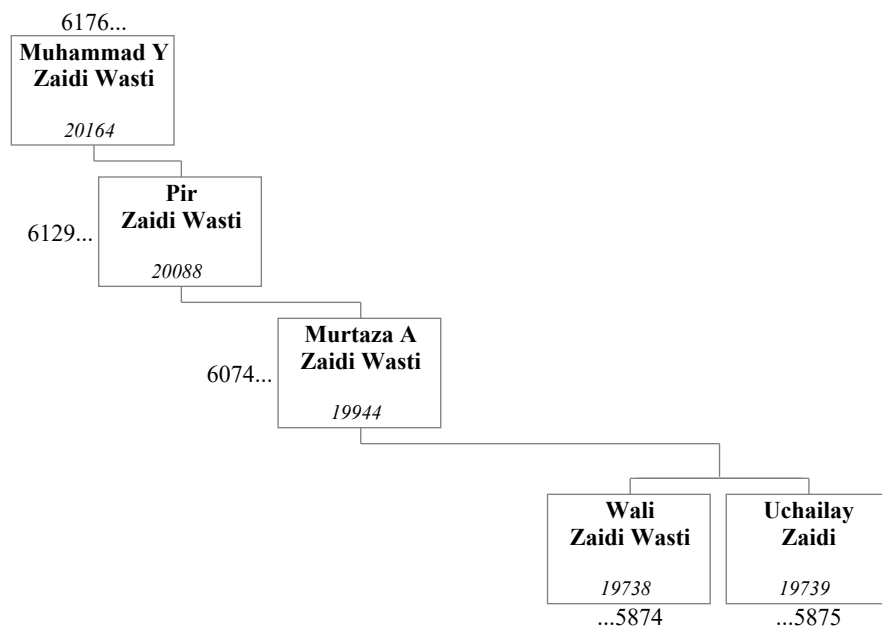 6176...
Muhammad Y
Zaidi Wasti
20164
Pir
Zaidi Wasti
6129...
20088
Murtaza A
Zaidi Wasti
6074...
19944
Wali
Zaidi Wasti
19738
...5874
Uchailay
Zaidi
19739
...5875